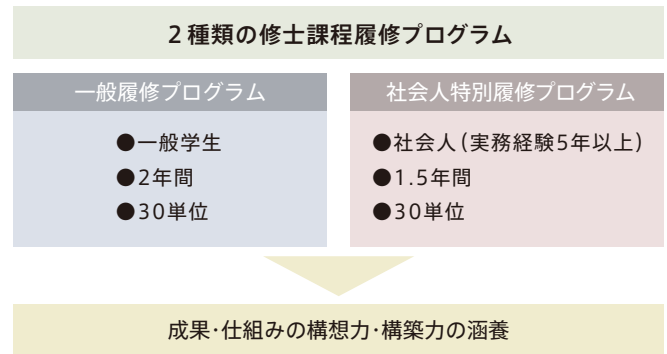 2種類の修士課程履修プログラム
一般履修プログラム
●一般学生
●2年間
●30単位
社会人特別履修プログラム
●社会人(実務経験5年以上)
●1.5年間
●30単位
成果・仕組みの構想力・構築力の涵養